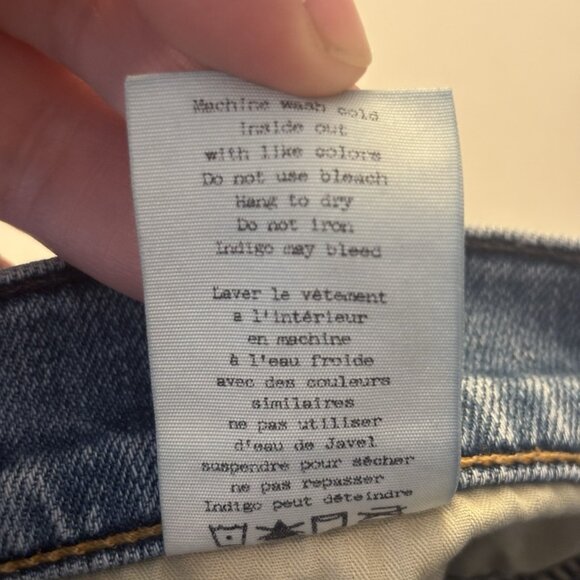 Machine wash cold
Inside out
with like colors
Do not use bleach
Hang to dry
Do not iron
Indigo may bleed
Laver le vêtement
a l'intérieur
en machine
à l'eau froide
avec des couleurs
similaires
ne pas utiliser
d'eau de Javel
suspendre pour sécher
ne pas repasser
Indigo peut déteindre